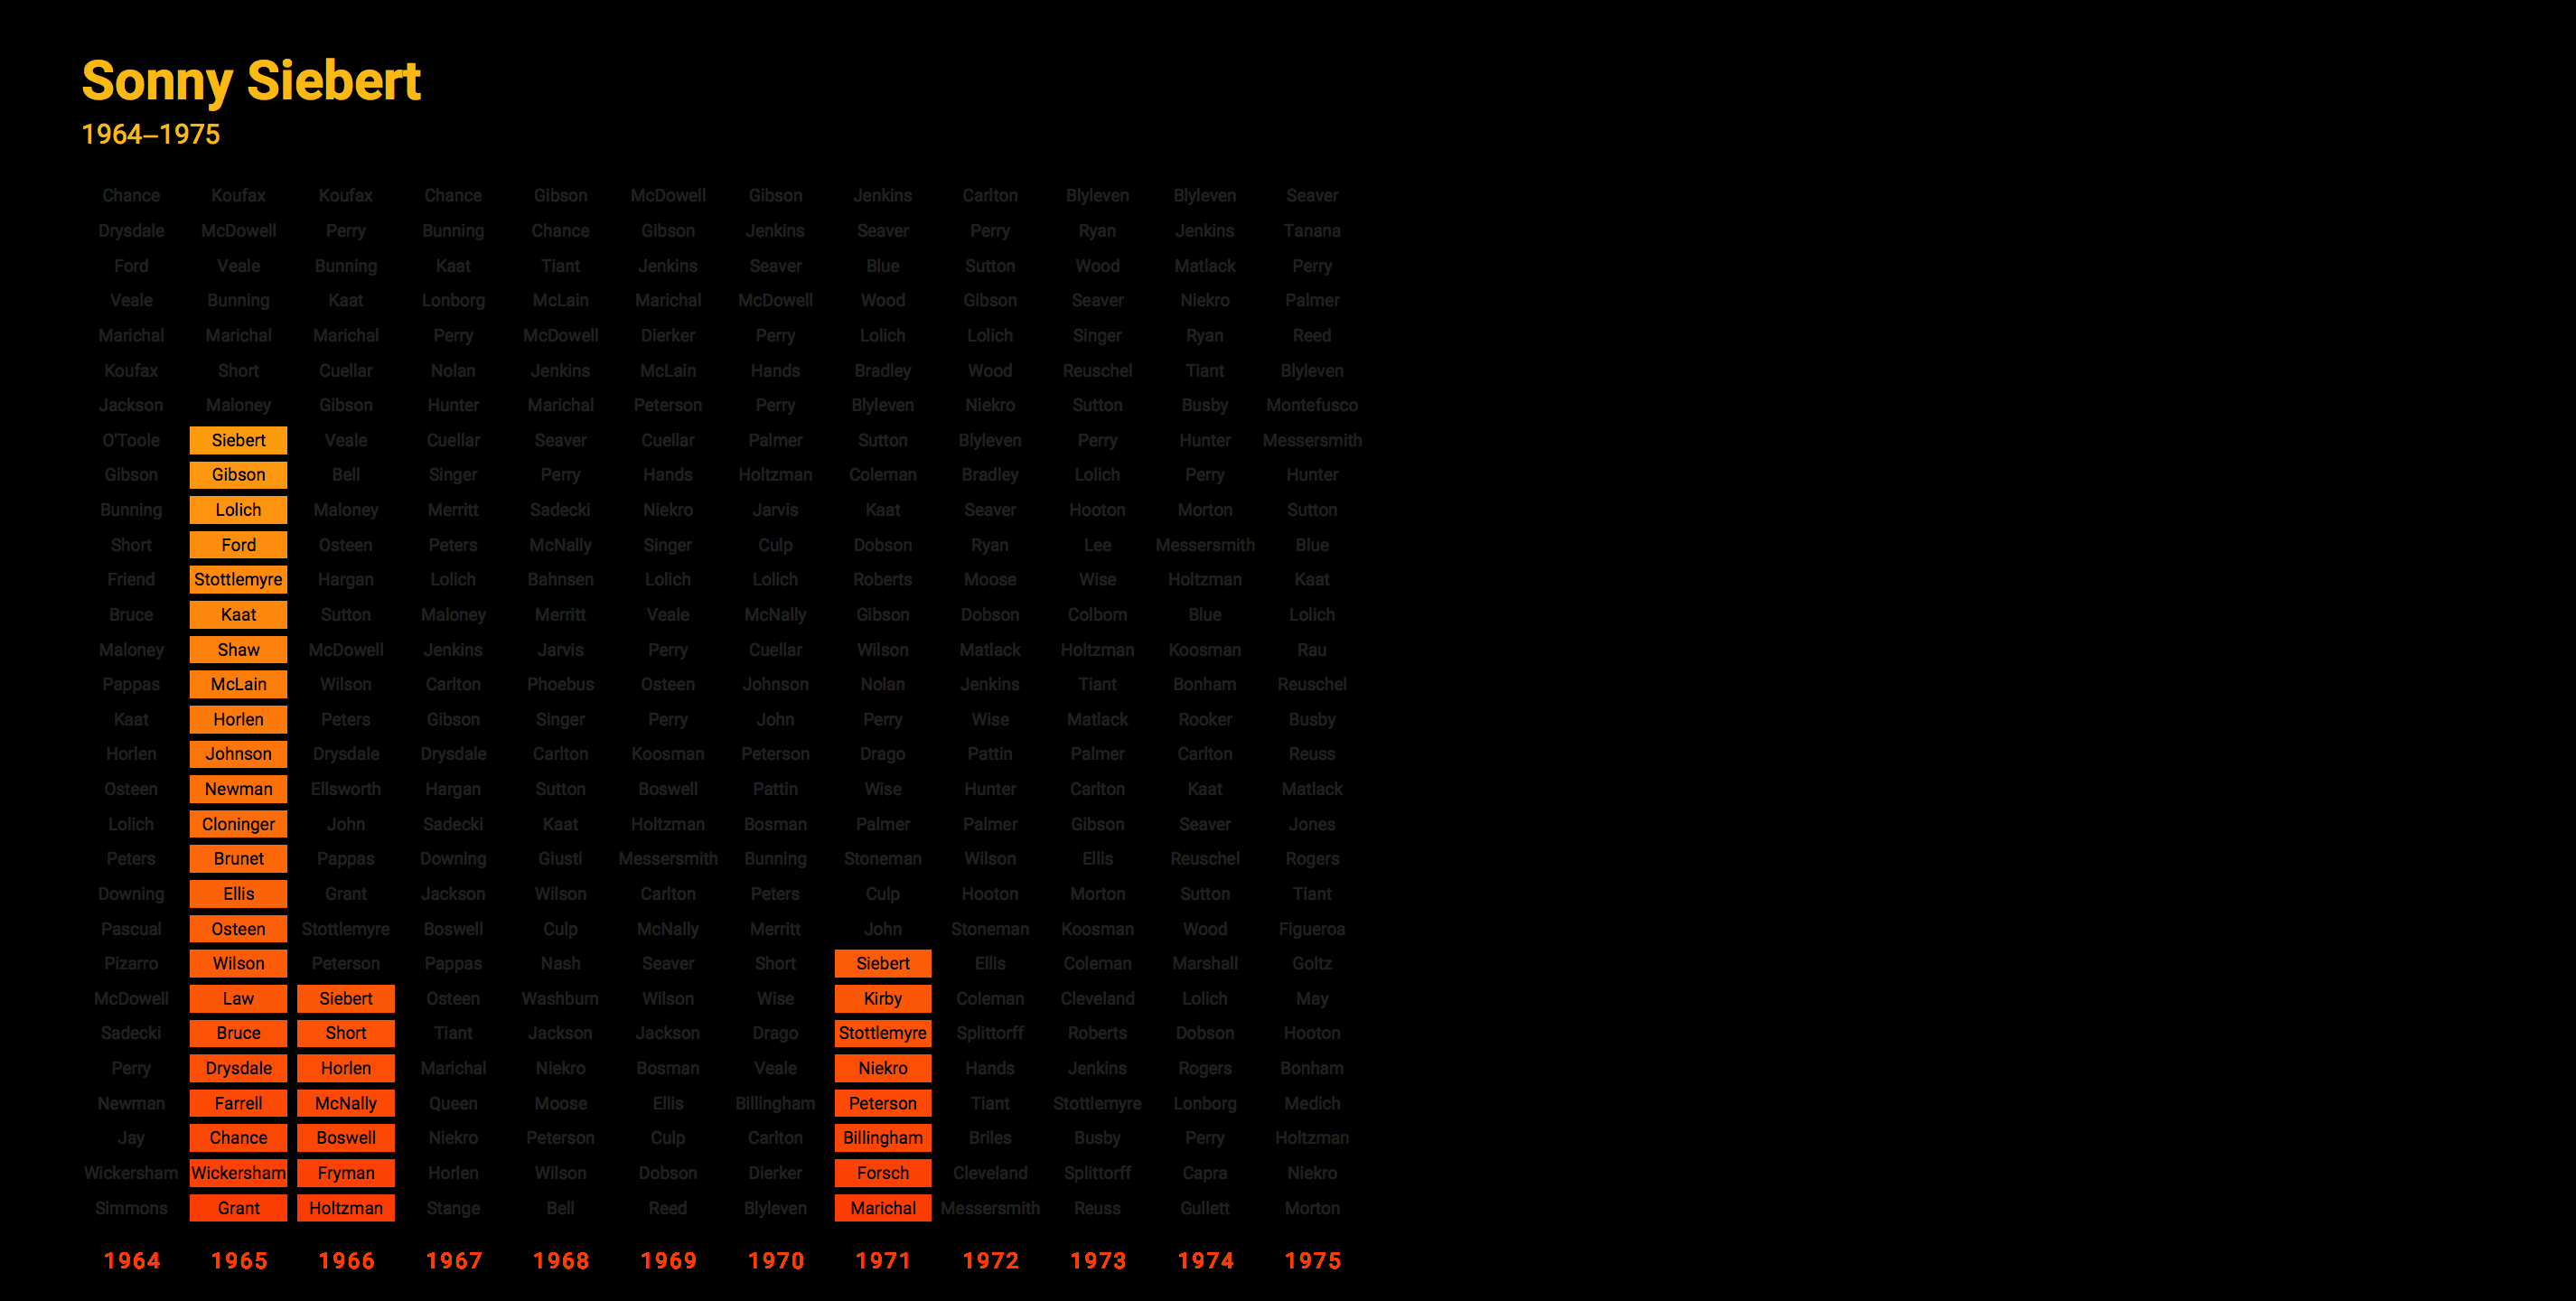 Sonny Siebert
1964–1975
Chance Koufax Koufax Chance Gibson McDowell Gibson Jenkins Carlton Blyleven Blyleven Seaver
Drysdale McDowell Perry Bunning Chance Gibson Jenkins Seaver Perry Ryan Jenkins Tanana
Ford Veale Bunning Kaat Tiant Jenkins Seaver Blue Sutton Wood Matlack Perry
Veale Bunning Kaat Lonborg McLain Marichal McDowell Wood Gibson Seaver Niekro Palmer
Marichal Marichal Marichal Perry McDowell Dierker Perry Lolich Lolich Singer Ryan Reed
Koufax Short Cuellar Nolan Jenkins McLain Hands Bradley Wood Reuschel Tiant Blyleven
Jackson Maloney Gibson Hunter Marichal Peterson Perry Blyleven Niekro Sutton Busby Montefusco
O'Toole Siebert Veale Cuellar Seaver Cuellar Palmer Sutton Blyleven Perry Hunter Messersmith
Gibson Gibson Bell Singer Perry Hands Holtzman Coleman Bradley Lolich Perry Hunter
Bunning Lolich Maloney Merritt Sadecki Niekro Jarvis Kaat Seaver Hooton Morton Sutton
Short Ford Osteen Peters McNally Singer Culp Dobson Ryan Lee Messersmith Blue
Friend Stottlemyre Hargan Lolich Bahnsen Lolich Lolich Roberts Moose Wise Holtzman Kaat
Bruce Kaat Sutton Maloney Merritt Veale McNally Gibson Dobson Colborn Blue Lolich
Maloney Shaw McDowell Jenkins Jarvis Perry Cuellar Wilson Matlack Holtzman Koosman Rau
Pappas McLain Wilson Carlton Phoebus Osteen Johnson Nolan Jenkins Tiant Bonham Reuschel
Kaat Horlen Peters Gibson Singer Perry John Perry Wise Matlack Rooker Busby
Horlen Johnson Drysdale Drysdale Carlton Koosman Peterson Drago Pattin Palmer Carlton Reuss
Osteen Newman Ellsworth Hargan Sutton Boswell Pattin Wise Hunter Carlton Kaat Matlack
Lolich Cloninger John Sadecki Kaat Holtzman Bosman Palmer Palmer Gibson Seaver Jones
Peters Brunet Pappas Downing Giusti Messersmith Bunning Stoneman Wilson Ellis Reuschel Rogers
Downing Ellis Grant Jackson Wilson Carlton Peters Culp Hooton Morton Sutton Tiant
Pascual Osteen Stottlemyre Boswell Culp McNally Merritt John Stoneman Koosman Wood Figueroa
Pizarro Wilson Peterson Pappas Nash Seaver Short Siebert Ellis Coleman Marshall Goltz
McDowell Law Siebert Osteen Washburn Wilson Wise Kirby Coleman Cleveland Lolich May
Sadecki Bruce Short Tiant Jackson Jackson Drago Stottlemyre Splittorff Roberts Dobson Hooton
Perry Drysdale Horlen Marichal Niekro Bosman Veale Niekro Hands Jenkins Rogers Bonham
Newman Farrell McNally Queen Moose Ellis Billingham Peterson Tiant Stottlemyre Lonborg Medich
Jay Chance Boswell Niekro Peterson Culp Carlton Billingham Briles Busby Perry Holtzman
Wickersham Wickersham Fryman Horlen Wilson Dobson Dierker Forsch Cleveland Splittorff Capra Niekro
Simmons Grant Holtzman Stange Bell Reed Blyleven Marichal Messersmith Reuss Gullett Morton
1964 1965 1966 1967 1968 1969 1970 1971 1972 1973 1974 1975